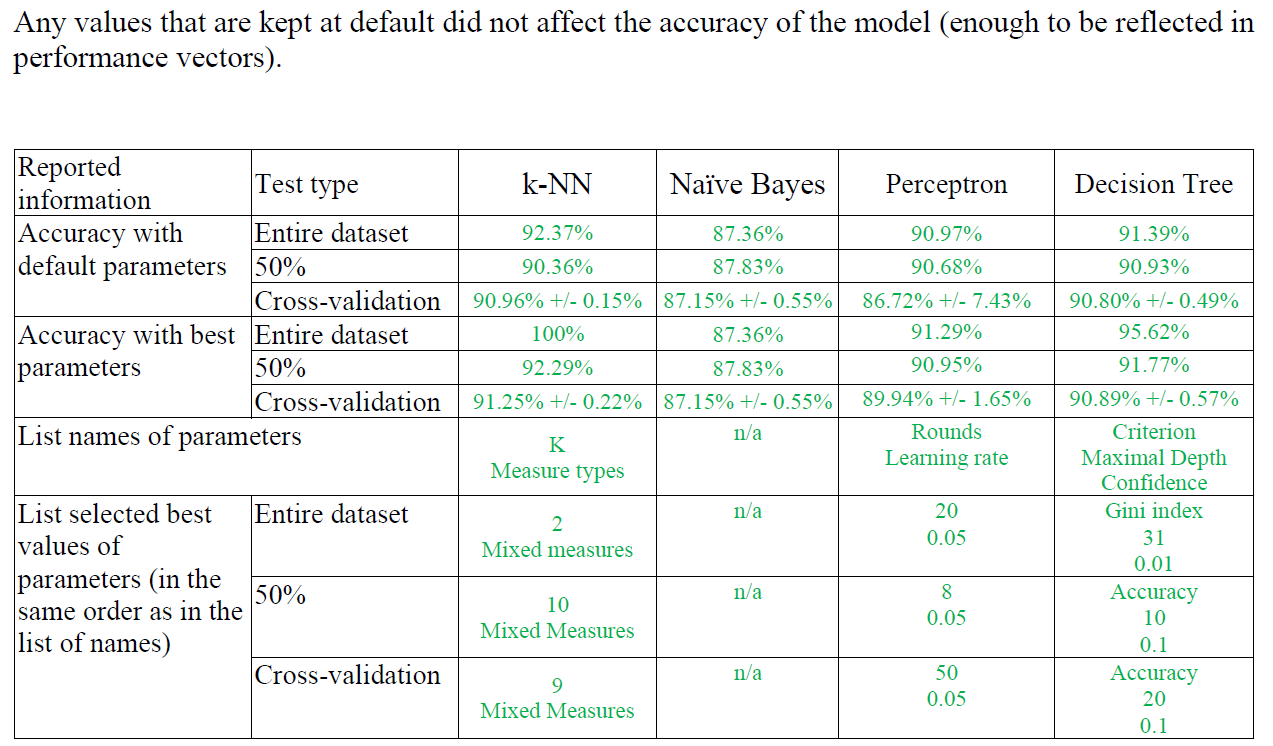 Any values that are kept at default did not affect the accuracy of the model (enough to be reflected in
performance vectors).
Reported information | Test type | k-NN | Naïve Bayes | Perceptron | Decision Tree
Accuracy with default parameters | Entire dataset | 92.37% | 87.36% | 90.97% | 91.39%
50% | 90.36% | 87.83% | 90.68% | 90.93%
Cross-validation | 90.96% +/- 0.15% | 87.15% +/- 0.55% | 86.72% +/- 7.43% | 90.80% +/- 0.49%
Accuracy with best parameters | Entire dataset | 100% | 87.36% | 91.29% | 95.62%
50% | 92.29% | 87.83% | 90.95% | 91.77%
Cross-validation | 91.25% +/- 0.22% | 87.15% +/- 0.55% | 89.94% +/- 1.65% | 90.89% +/- 0.57%
List names of parameters | K Measure types | n/a | Rounds Learning rate | Criterion Maximal Depth Confidence
List selected best values of parameters (in the same order as in the list of names) | Entire dataset | 2 Mixed measures | n/a | 20 0.05 | Gini index 31 0.01
50% | 10 Mixed Measures | n/a | 8 0.05 | Accuracy 10 0.1
Cross-validation | 9 Mixed Measures | n/a | 50 0.05 | Accuracy 20 0.1